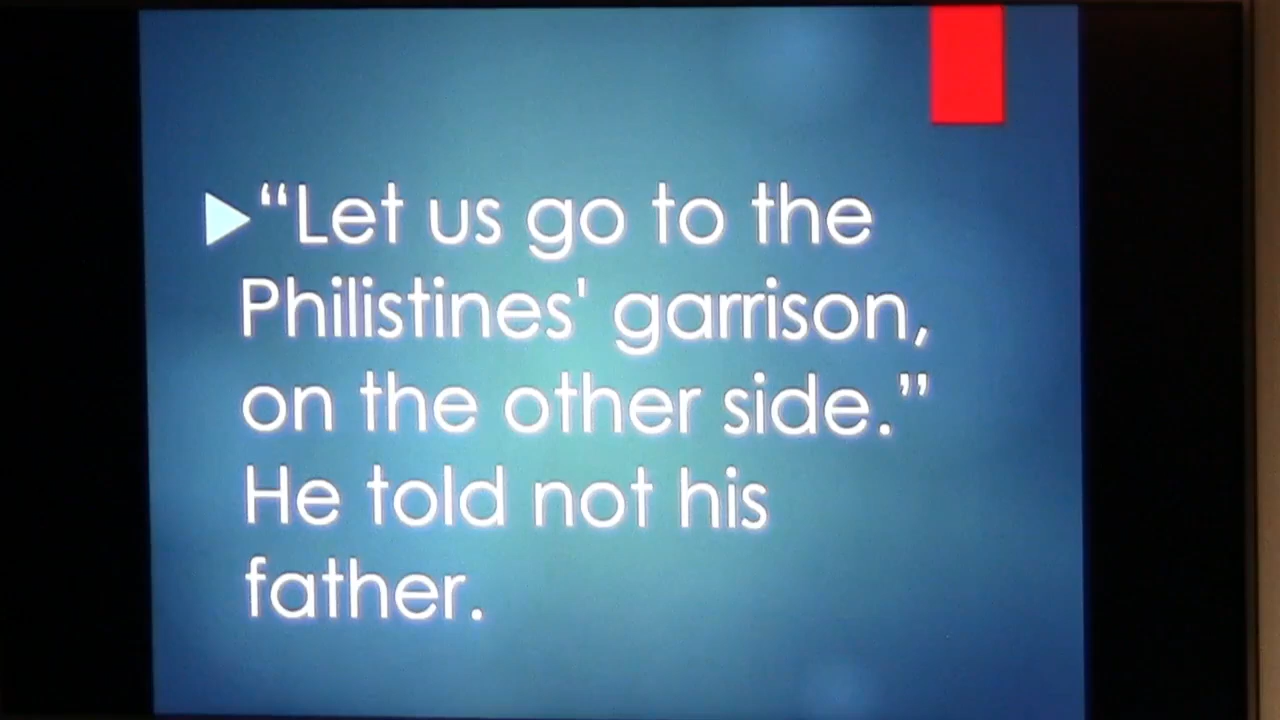 “Let us go to the
Philistines' garrison,
on the other side.”
He told not his
father.